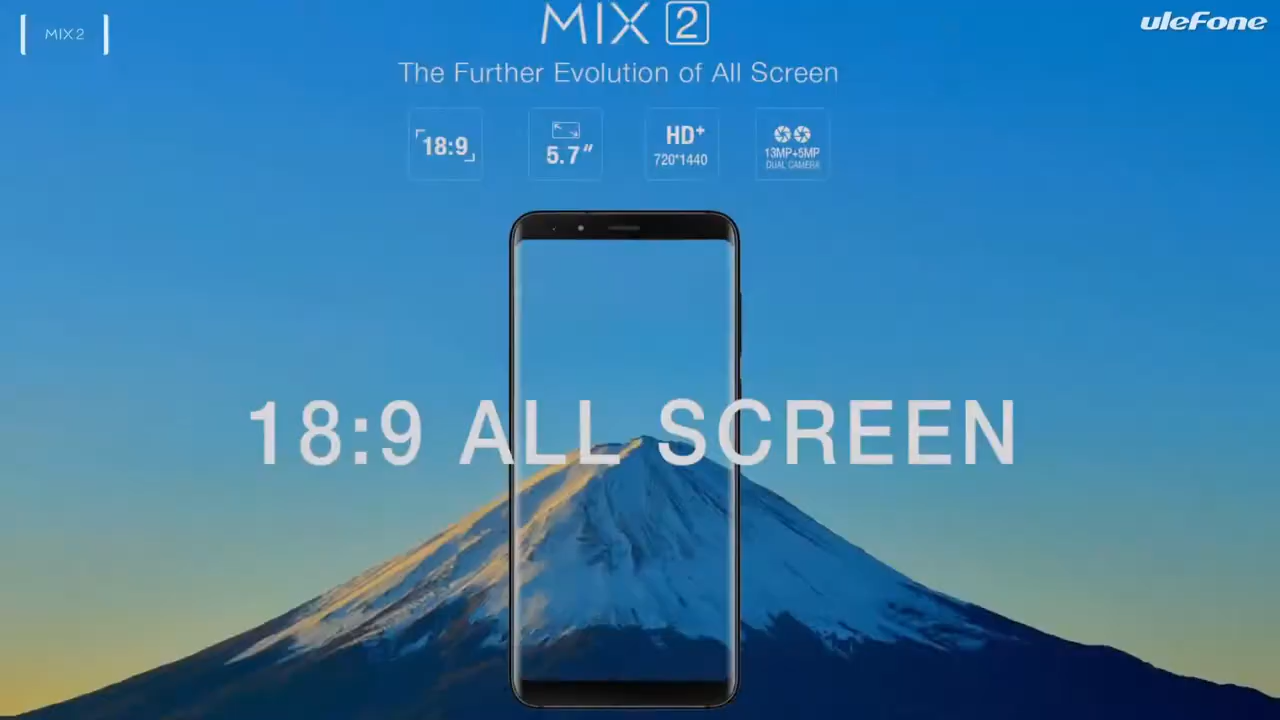 MIX 2
uleFone
MIX 2
The Further Evolution of All Screen
18:9
5.7"
HD+
720*1440
13MP+5MP
DUAL CAMERA
18:9 ALL SCREEN